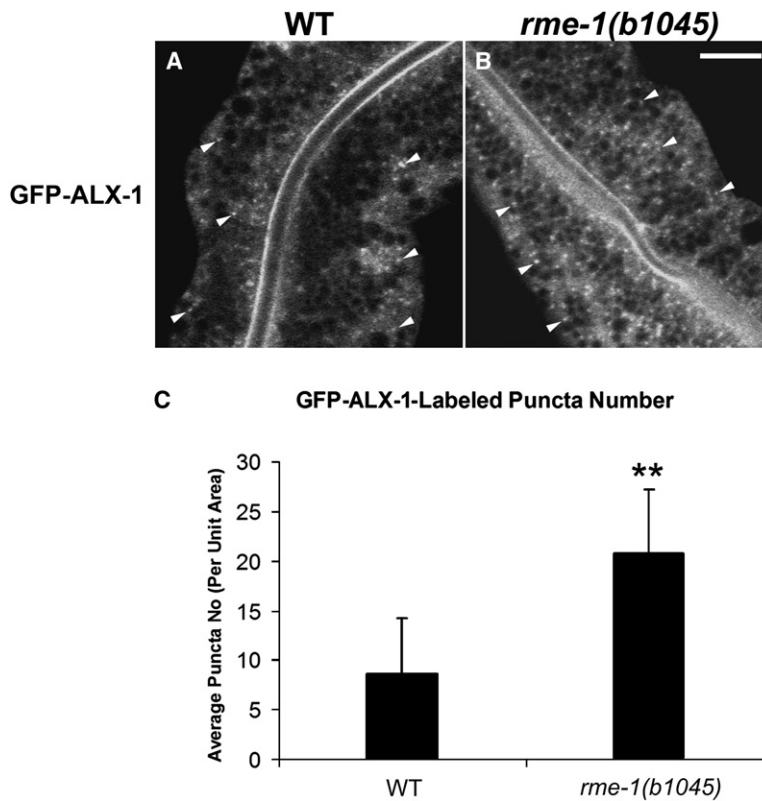 WT rme-1(b1045)
A B
GFP-ALX-1
C GFP-ALX-1-Labeled Puncta Number
Average Puncta No (Per Unit Area)
30
25
20
15
10
5
0
**
WT rme-1(b1045)